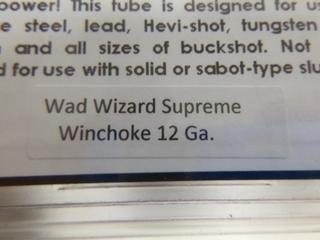 power! This tube is designed for u
e steel, lead, Hevi-shot, tungsten
and all sizes of buckshot. Not
d for use with solid or sabot-type slu
Wad Wizard Supreme
Winchoke 12 Ga.